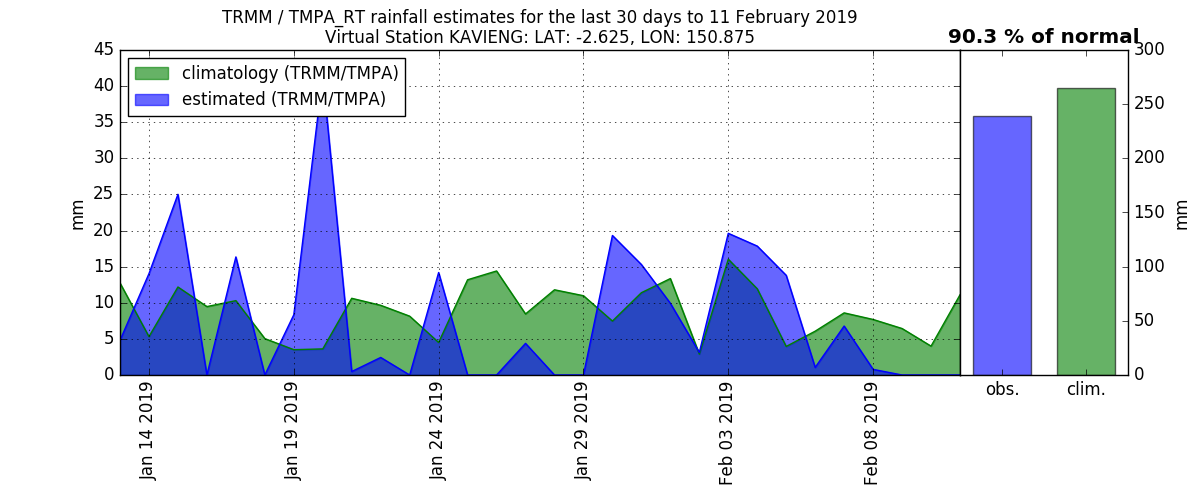 TRMM / TMPA_RT rainfall estimates for the last 30 days to 11 February 2019
Virtual Station KAVIENG: LAT: -2.625, LON: 150.875
90.3 % of normal
climatology (TRMM/TMPA)
estimated (TRMM/TMPA)
45
40
35
30
25
20
15
10
5
0
mm
Jan 14 2019
Jan 19 2019
Jan 24 2019
Jan 29 2019
Feb 03 2019
Feb 08 2019
300
250
200
150
100
50
0
mm
obs.
clim.